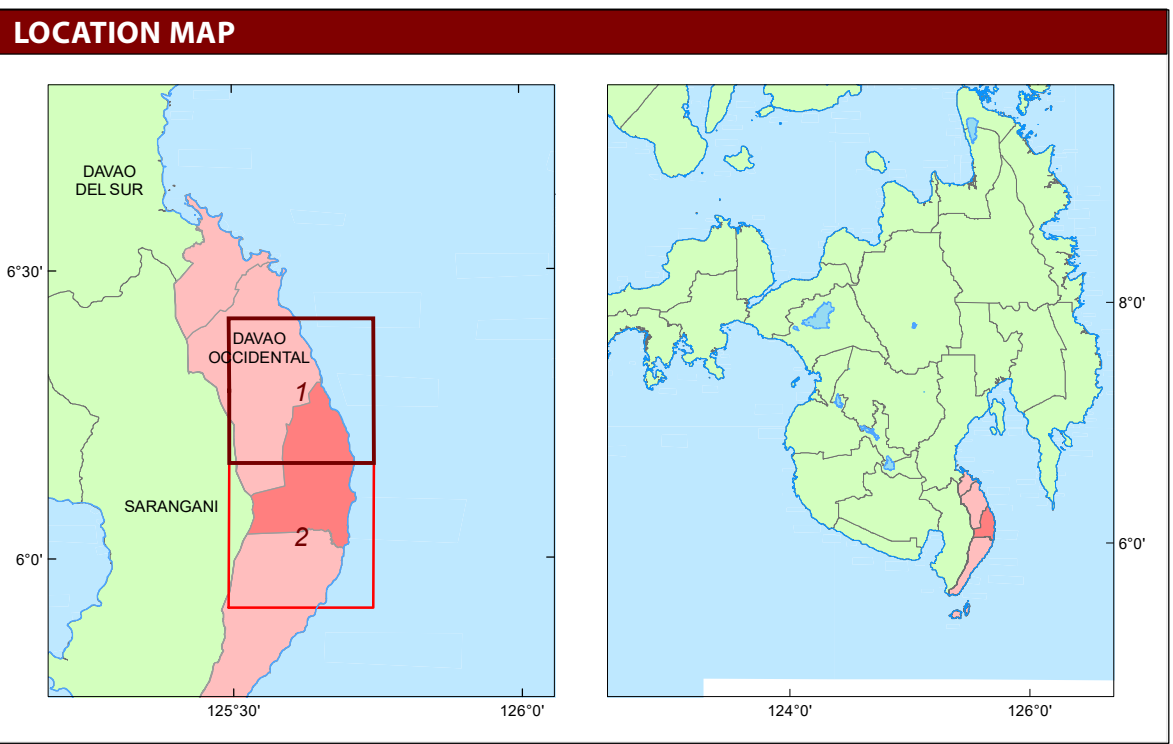 LOCATION MAP
DAVAO
DEL SUR
6°30'
DAVAO
OCCIDENTAL
1
SARANGANI
2
6°0'
125°30'
126°0'
8°0'
6°0'
124°0'
126°0'